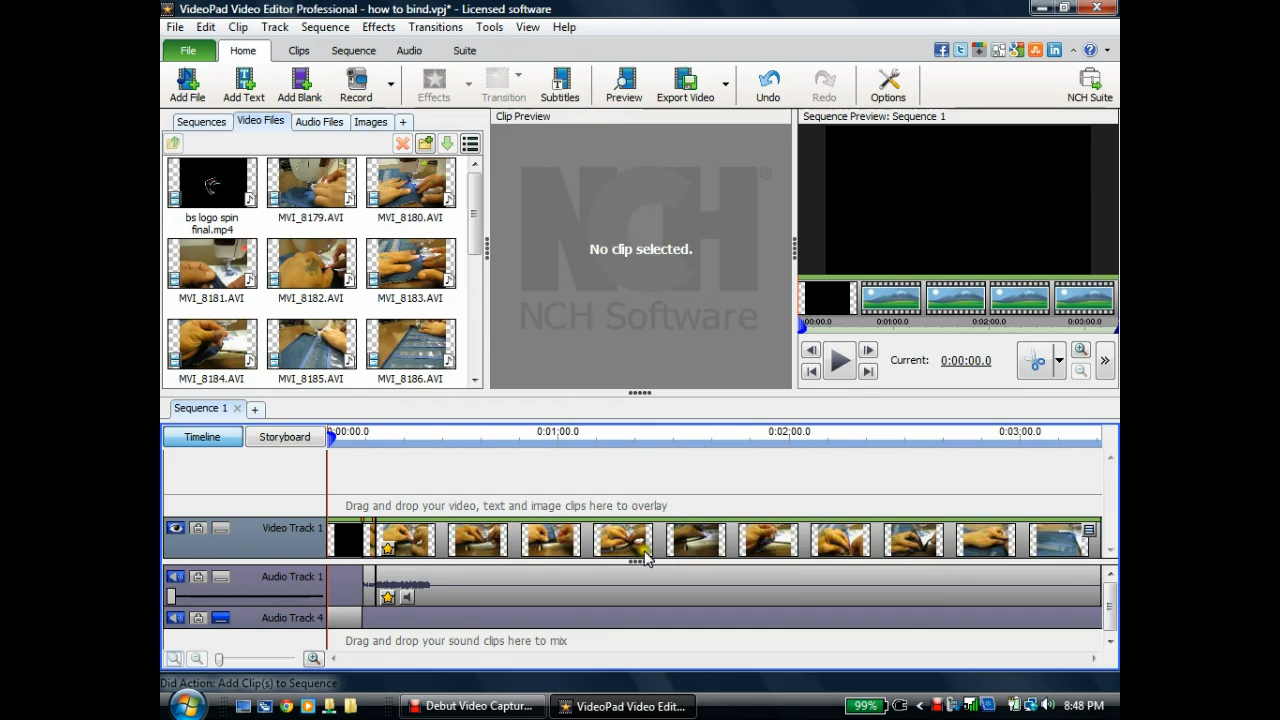 VideoPad Video Editor Professional - how to bind.vpj* - Licensed software
File Edit Clip Track Sequence Effects Transitions Tools View Help
File Home Clips Sequence Audio Suite
Add File Add Text Add Blank Record Effects Transition Subtitles Preview Export Video Undo Redo Options NCH Suite
Sequences Video Files Audio Files Images +
Clip Preview
Sequence Preview: Sequence 1
bs logo spin
final.mp4
MVI_8179.AVI MVI_8180.AVI
MVI_8181.AVI MVI_8182.AVI MVI_8183.AVI
MVI_8184.AVI MVI_8185.AVI MVI_8186.AVI
NCH
®
No clip selected.
NCH Software
0:01:00.0 0:02:00.0 0:03:00.0
Current: 0:00:00.0
Sequence 1
Timeline Storyboard
0:00:00.0 0:01:00.0 0:02:00.0 0:03:00.0
Drag and drop your video, text and image clips here to overlay
Video Track 1
Audio Track 1
Audio Track 4
Drag and drop your sound clips here to mix
Did Action: Add Clip(s) to Sequence
Debut Video Captur... VideoPad Video Edit... 99% 8:48 PM